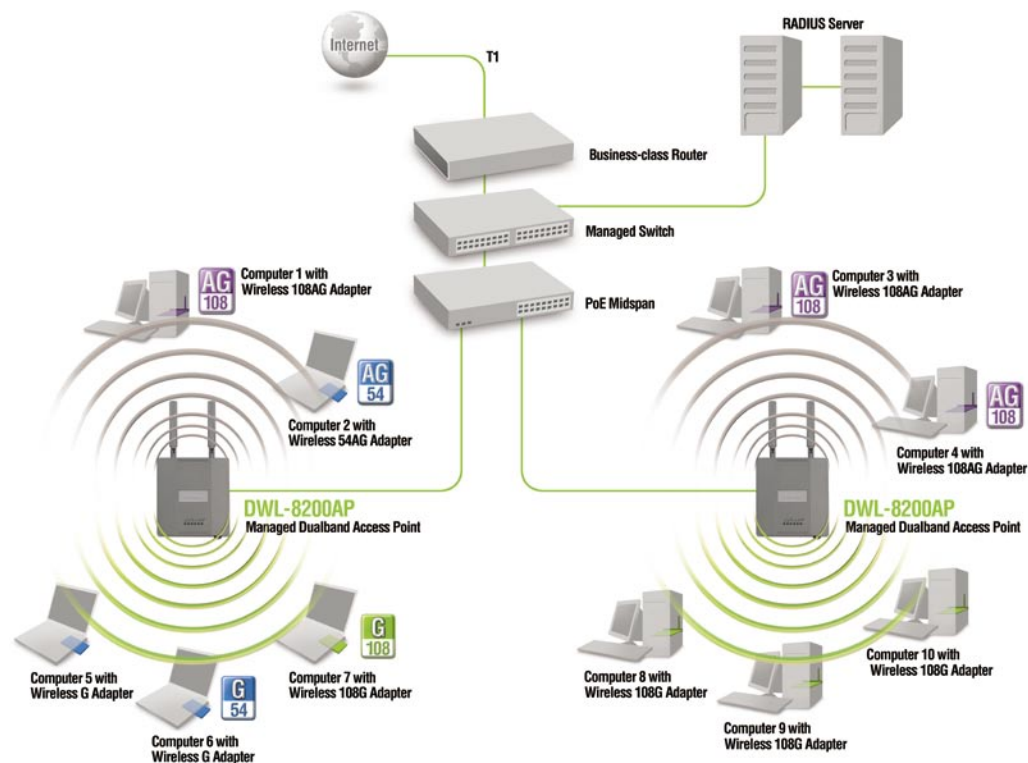 Internet
T1
RADIUS Server
Business-class Router
Managed Switch
PoE Midspan
AG
108
Computer 1 with
Wireless 108AG Adapter
AG
54
Computer 2 with
Wireless 54AG Adapter
AG
108
Computer 3 with
Wireless 108AG Adapter
AG
108
Computer 4 with
Wireless 108AG Adapter
DWL-8200AP
Managed Dualband Access Point
DWL-8200AP
Managed Dualband Access Point
Computer 5 with
Wireless G Adapter
G
54
Computer 6 with
Wireless G Adapter
G
108
Computer 7 with
Wireless 108G Adapter
Computer 8 with
Wireless 108G Adapter
Computer 9 with
Wireless 108G Adapter
Computer 10 with
Wireless 108G Adapter